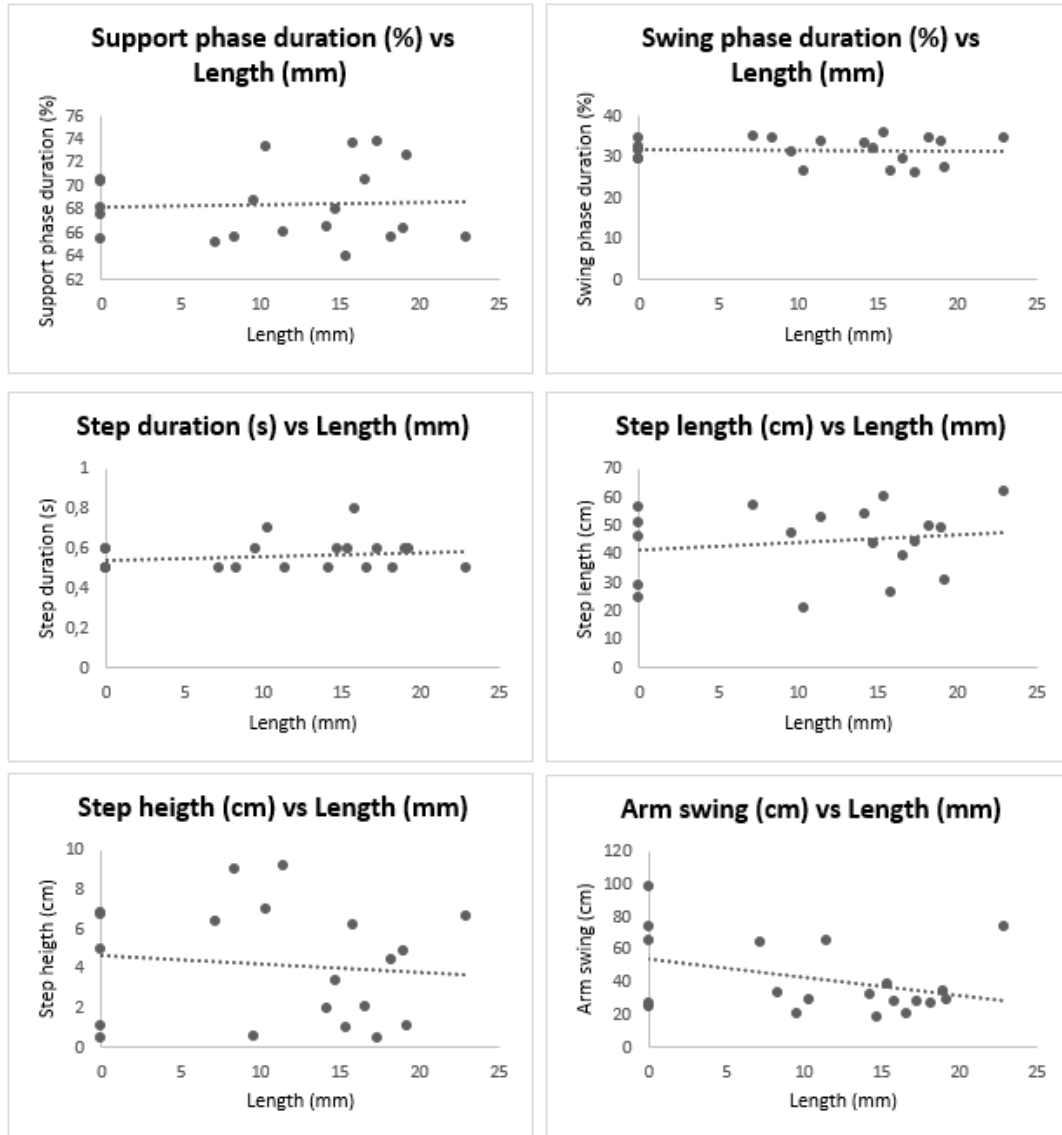 Support phase duration (%) vs
Length (mm)
Support phase duration (%)
76
74
72
70
68
66
64
62
0 5 10 15 20 25
Length (mm)
Swing phase duration (%) vs
Length (mm)
Swing phase duration (%)
40
30
20
10
0
0 5 10 15 20 25
Length (mm)
Step duration (s) vs Length (mm)
Step duration (s)
1
0,8
0,6
0,4
0,2
0
0 5 10 15 20 25
Length (mm)
Step length (cm) vs Length (mm)
Step length (cm)
70
60
50
40
30
20
10
0
0 5 10 15 20 25
Length (mm)
Step heigth (cm) vs Length (mm)
Step heigth (cm)
10
8
6
4
2
0
0 5 10 15 20 25
Length (mm)
Arm swing (cm) vs Length (mm)
Arm swing (cm)
120
100
80
60
40
20
0
0 5 10 15 20 25
Length (mm)